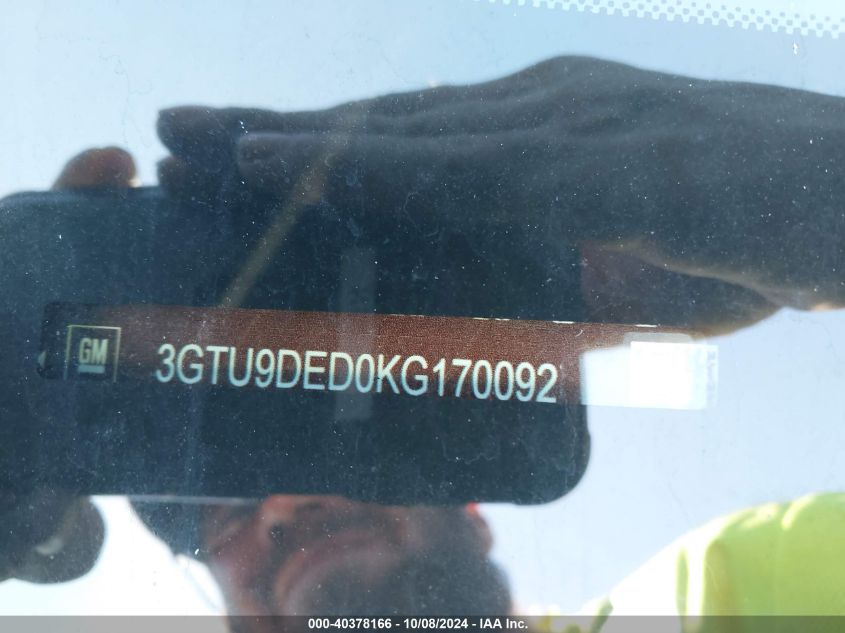 GM
3GTU9DED0KG170092
000-40378166 - 10/08/2024 - IAA Inc.